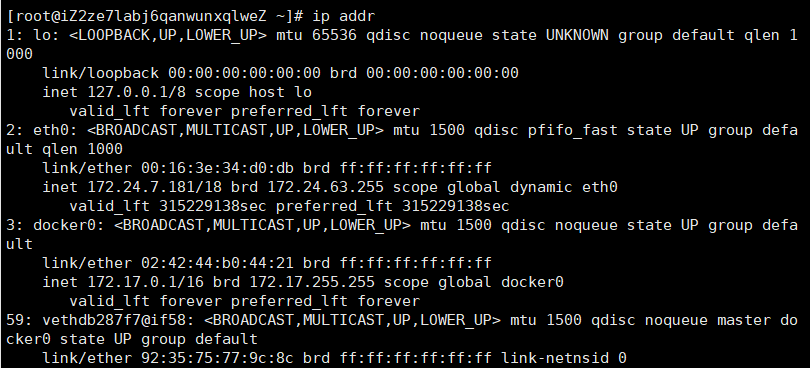 [root@iZ2ze7labj6qanwunxqlweZ ~]# ip addr
1: lo: <LOOPBACK,UP,LOWER_UP> mtu 65536 qdisc noqueue state UNKNOWN group default qlen 1
000
    link/loopback 00:00:00:00:00:00 brd 00:00:00:00:00:00
    inet 127.0.0.1/8 scope host lo
       valid_lft forever preferred_lft forever
2: eth0: <BROADCAST,MULTICAST,UP,LOWER_UP> mtu 1500 qdisc pfifo_fast state UP group defa
ult qlen 1000
    link/ether 00:16:3e:34:d0:db brd ff:ff:ff:ff:ff:ff
    inet 172.24.7.181/18 brd 172.24.63.255 scope global dynamic eth0
       valid_lft 315229138sec preferred_lft 315229138sec
3: docker0: <BROADCAST,MULTICAST,UP,LOWER_UP> mtu 1500 qdisc noqueue state UP group defa
ult
    link/ether 02:42:44:b0:44:21 brd ff:ff:ff:ff:ff:ff
    inet 172.17.0.1/16 brd 172.17.255.255 scope global docker0
       valid_lft forever preferred_lft forever
59: vethdb287f7@if58: <BROADCAST,MULTICAST,UP,LOWER_UP> mtu 1500 qdisc noqueue master do
cker0 state UP group default
    link/ether 92:35:75:77:9c:8c brd ff:ff:ff:ff:ff:ff link-netnsid 0